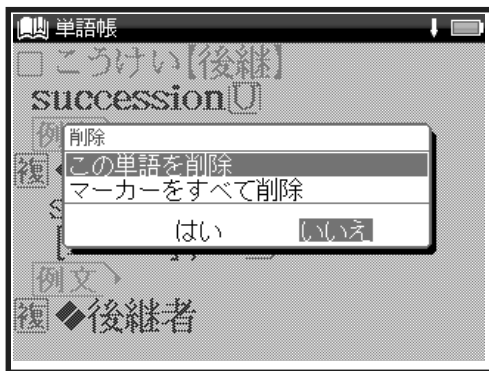 単語帳
□ こうけい【後継】
succession U
例
削除
この単語を削除
マーカーをすべて削除
はい いいえ
複
例文
複 ◆後継者